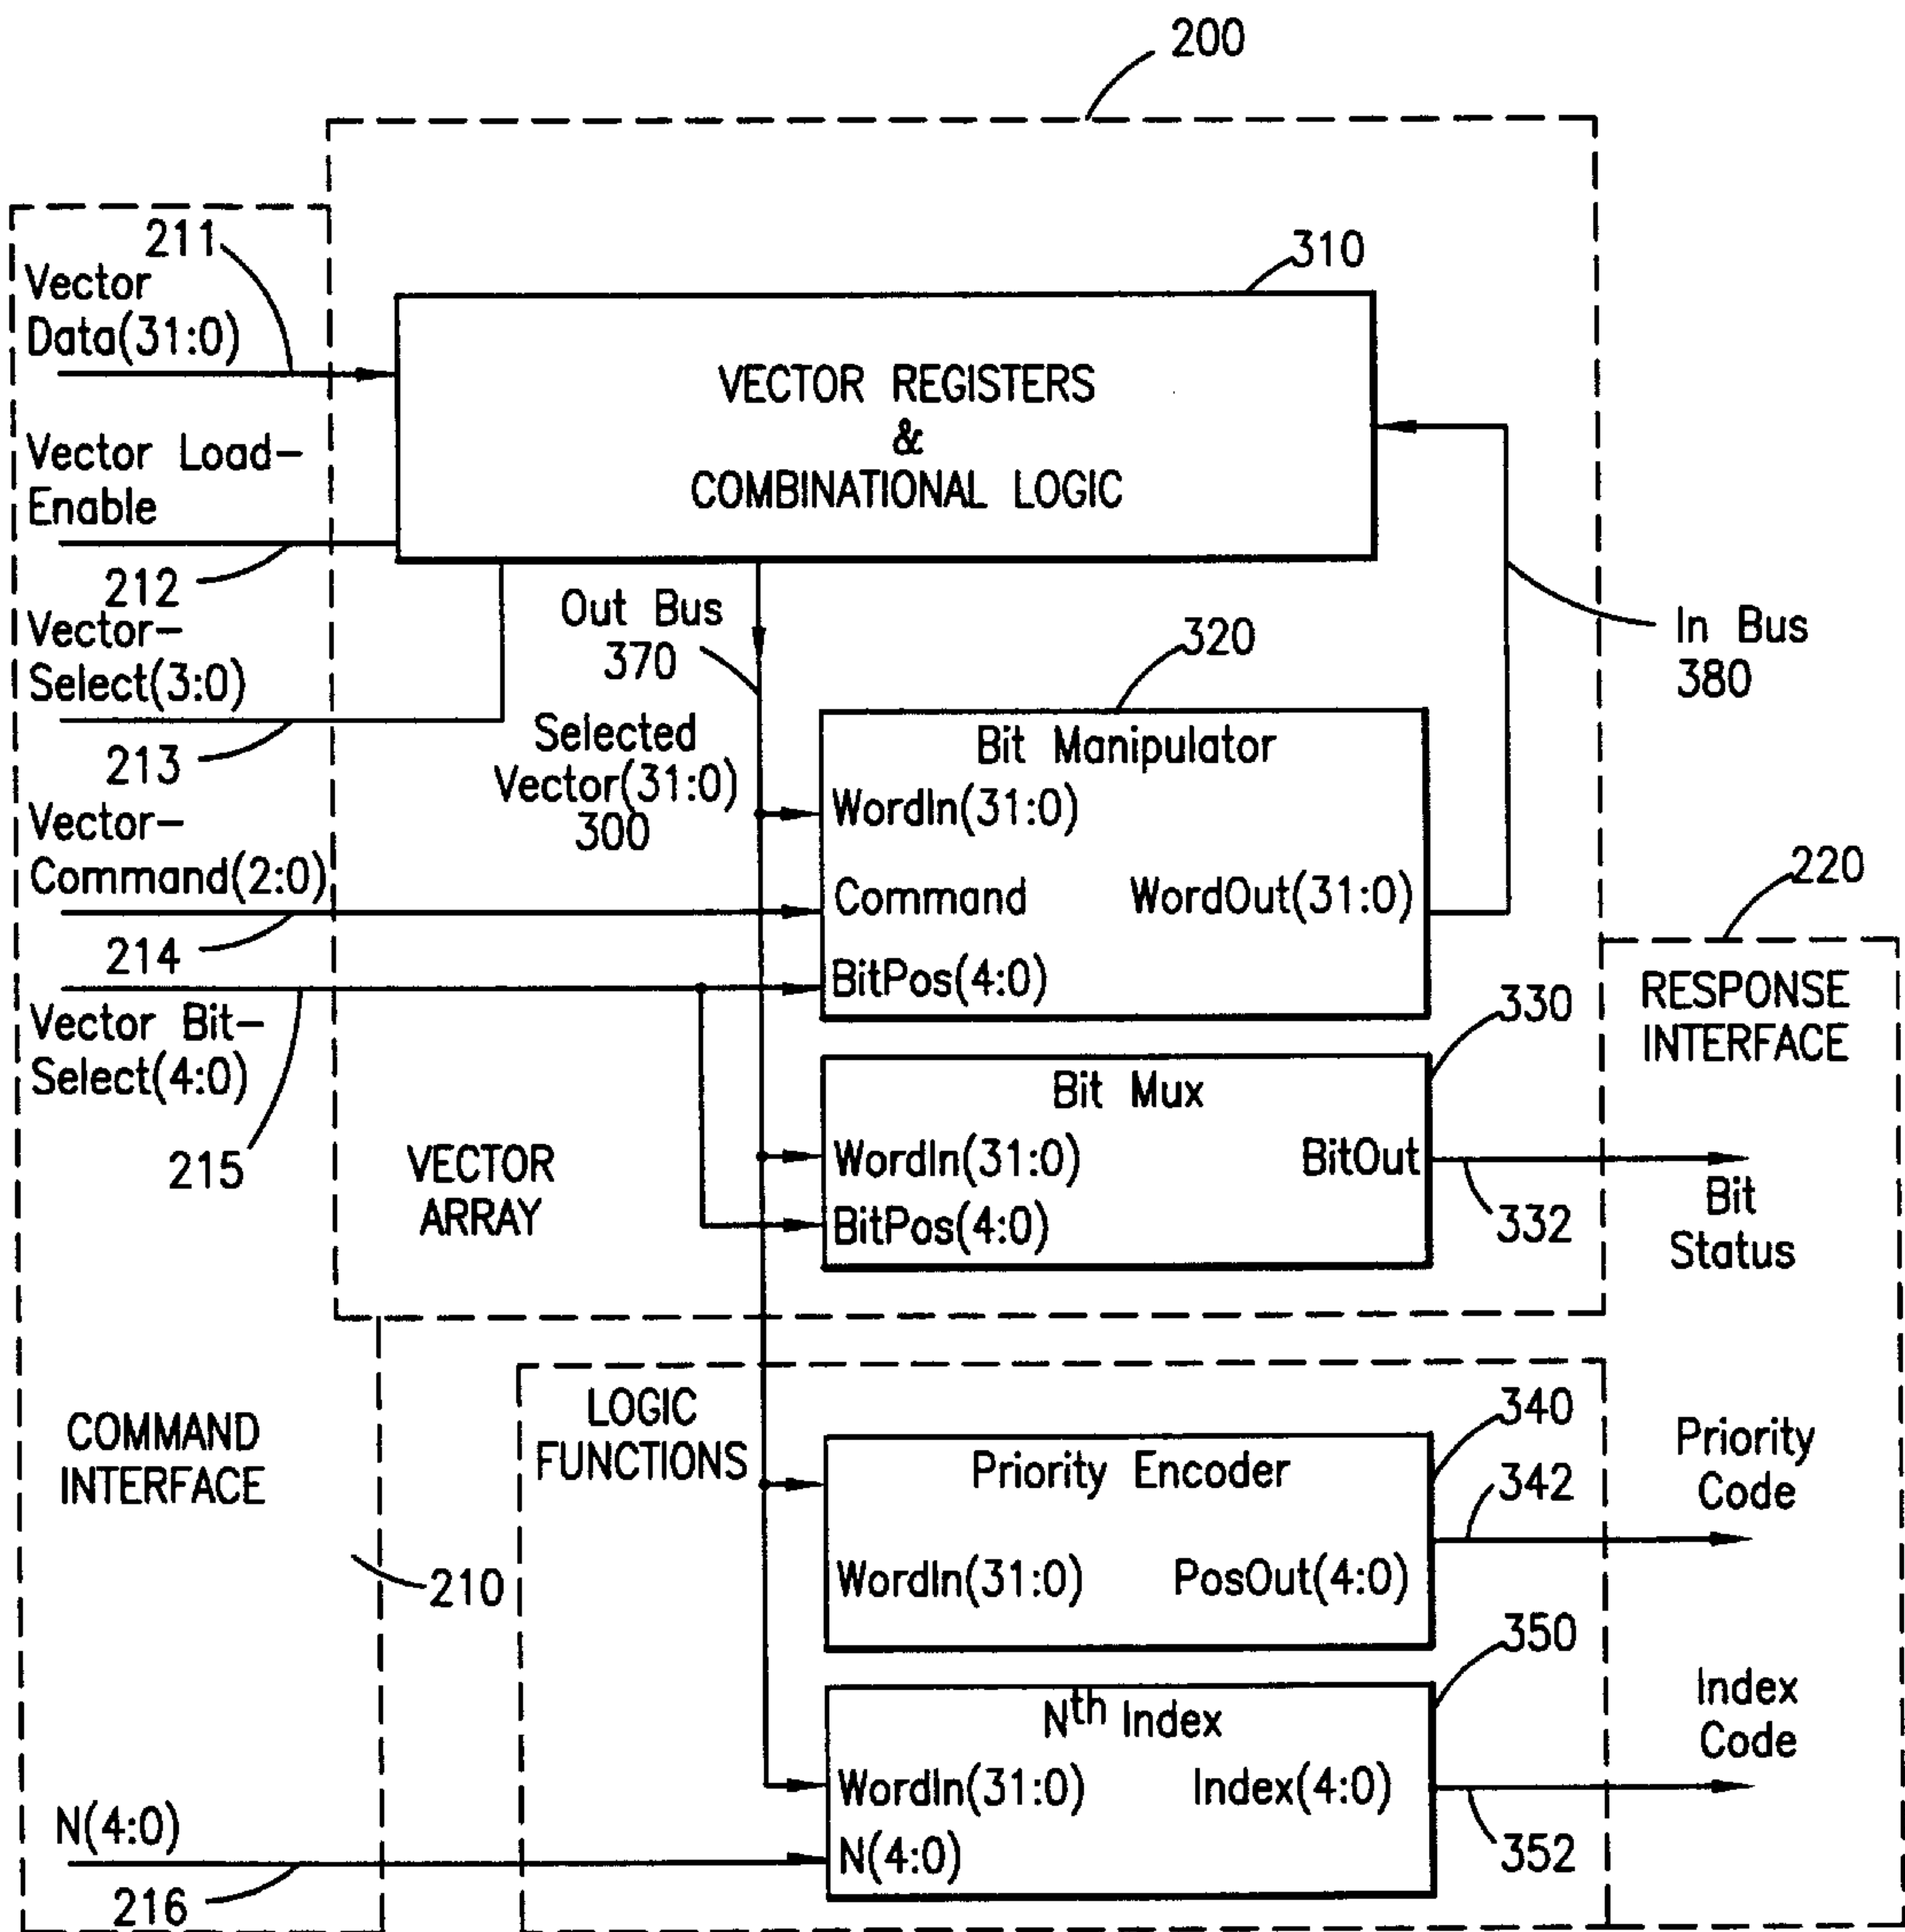 200
211
Vector
Data(31:0)
310
VECTOR REGISTERS
&
COMBINATIONAL LOGIC
Vector Load-
Enable
212
Vector-
Select(3:0)
213
Out Bus
370
In Bus
380
320
Selected
Vector(31:0)
300
Bit Manipulator
WordIn(31:0)
Command
WordOut(31:0)
BitPos(4:0)
Vector-
Command(2:0)
214
Vector Bit-
Select(4:0)
215
220
RESPONSE
INTERFACE
330
Bit Mux
WordIn(31:0)
BitOut
BitPos(4:0)
332
Bit
Status
VECTOR
ARRAY
COMMAND
INTERFACE
210
LOGIC
FUNCTIONS
340
Priority Encoder
342
WordIn(31:0)
PosOut(4:0)
Priority
Code
350
Nth Index
WordIn(31:0)
Index(4:0)
N(4:0)
352
Index
Code
N(4:0)
216